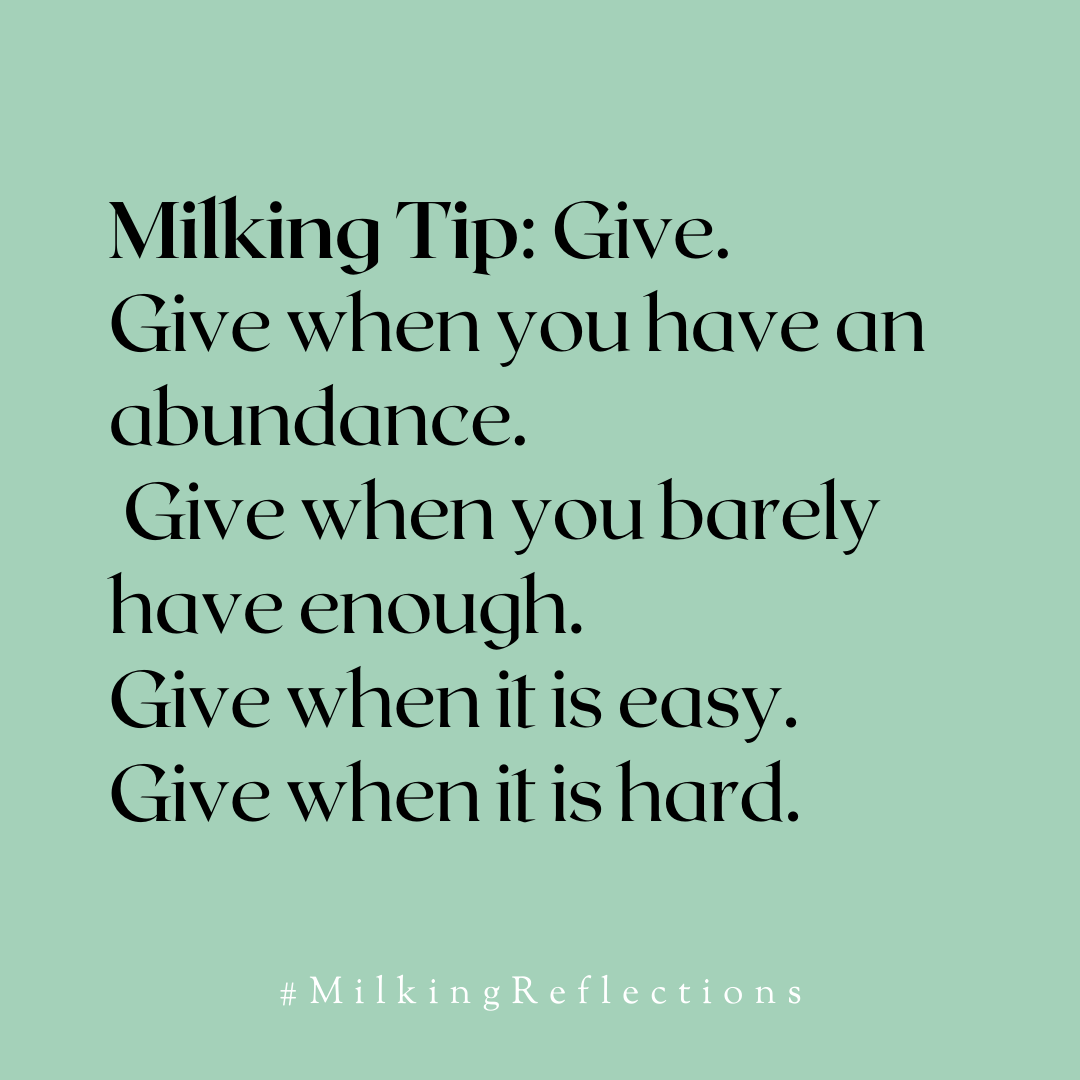 Milking Tip: Give.
Give when you have an
abundance.
Give when you barely
have enough.
Give when it is easy.
Give when it is hard.
#MilkingReflections